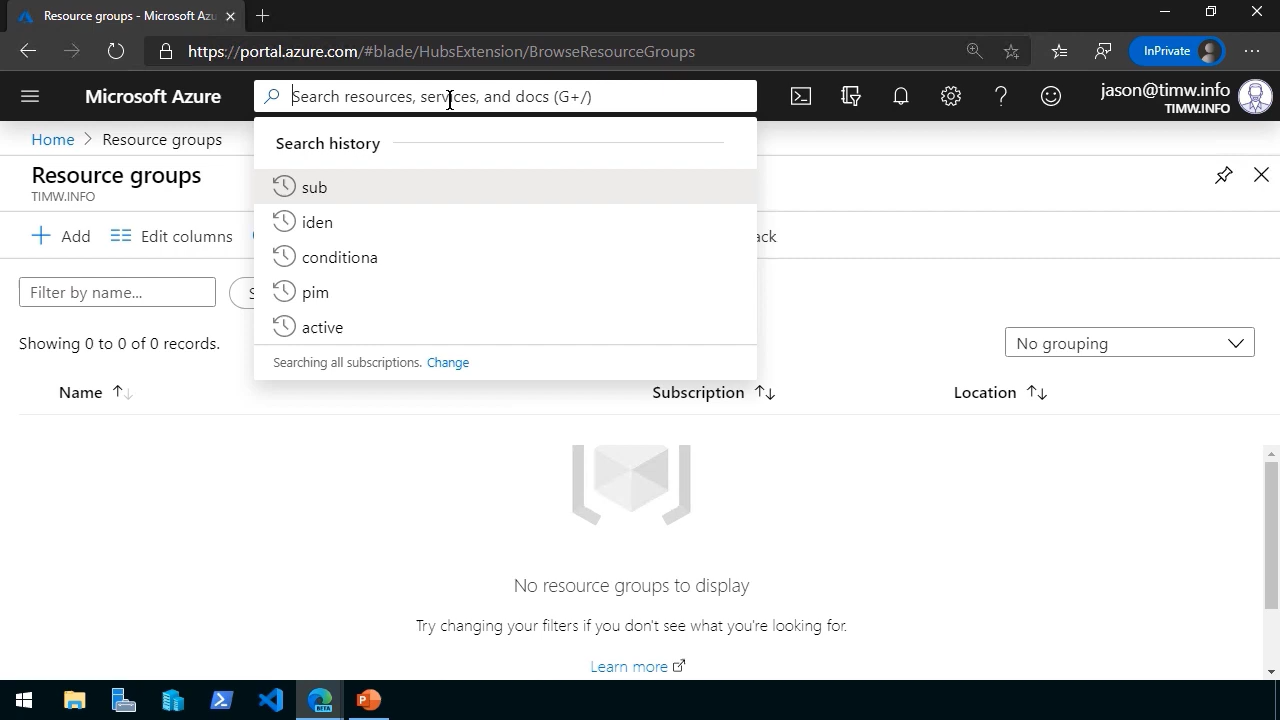 Resource groups - Microsoft Azu
https://portal.azure.com/#blade/HubsExtension/BrowseResourceGroups
InPrivate
Microsoft Azure
Search resources, services, and docs (G+/)
jason@timw.info
TIMW.INFO
Search history
sub
iden
conditiona
pim
active
Searching all subscriptions. Change
Home > Resource groups
Resource groups
TIMW.INFO
Add
Edit columns
ack
Filter by name...
S
Showing 0 to 0 of 0 records.
No grouping
Name
Subscription
Location
No resource groups to display
Try changing your filters if you don't see what you're looking for.
Learn more
BETA
P